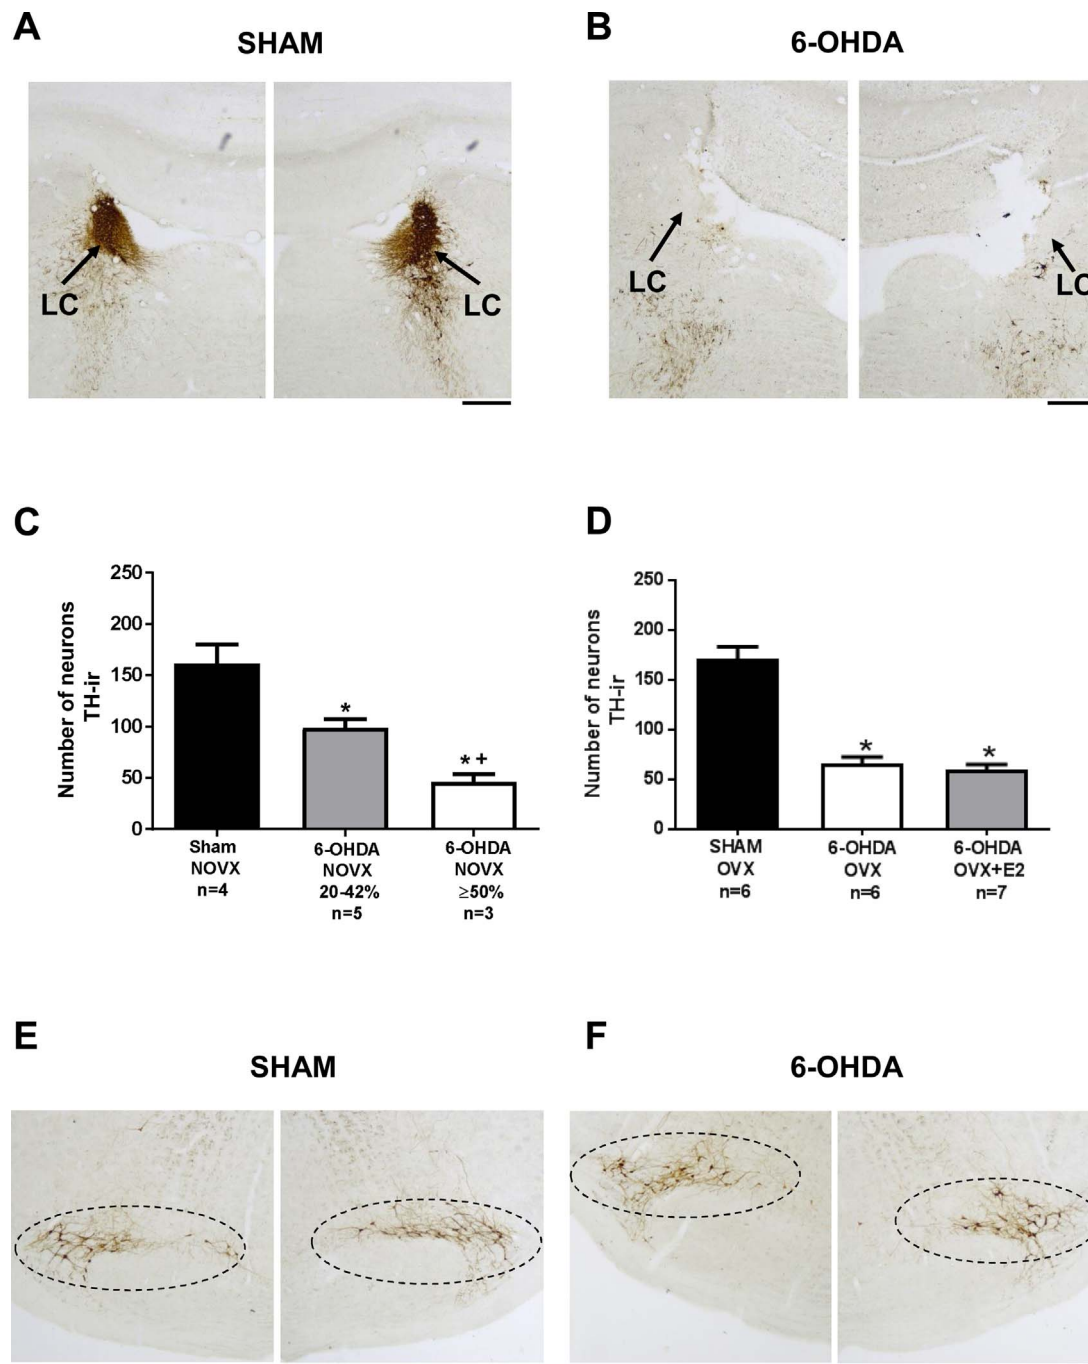 A
SHAM
B
6-OHDA
LC
LC
LC
LC
C
Number of neurons
TH-ir
250
200
150
100
50
0
*
* +
Sham
NOVX
n=4
6-OHDA
NOVX
20-42%
n=5
6-OHDA
NOVX
≥50%
n=3
D
Number of neurons
TH-ir
250
200
150
100
50
0
*
*
SHAM
OVX
n=6
6-OHDA
OVX
n=6
6-OHDA
OVX+E2
n=7
E
SHAM
F
6-OHDA